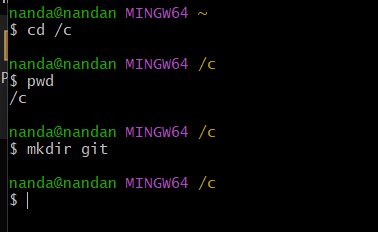 nanda@nandan MINGW64 ~
$ cd /c
nanda@nandan MINGW64 /c
$ pwd
/c
nanda@nandan MINGW64 /c
$ mkdir git
nanda@nandan MINGW64 /c
$